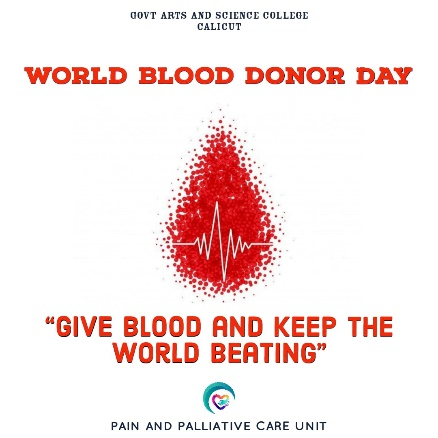 GOVT ARTS AND SCIENCE COLLEGE
CALICUT
WORLD BLOOD DONOR DAY
“GIVE BLOOD AND KEEP THE
WORLD BEATING”
PAIN AND PALLIATIVE CARE UNIT